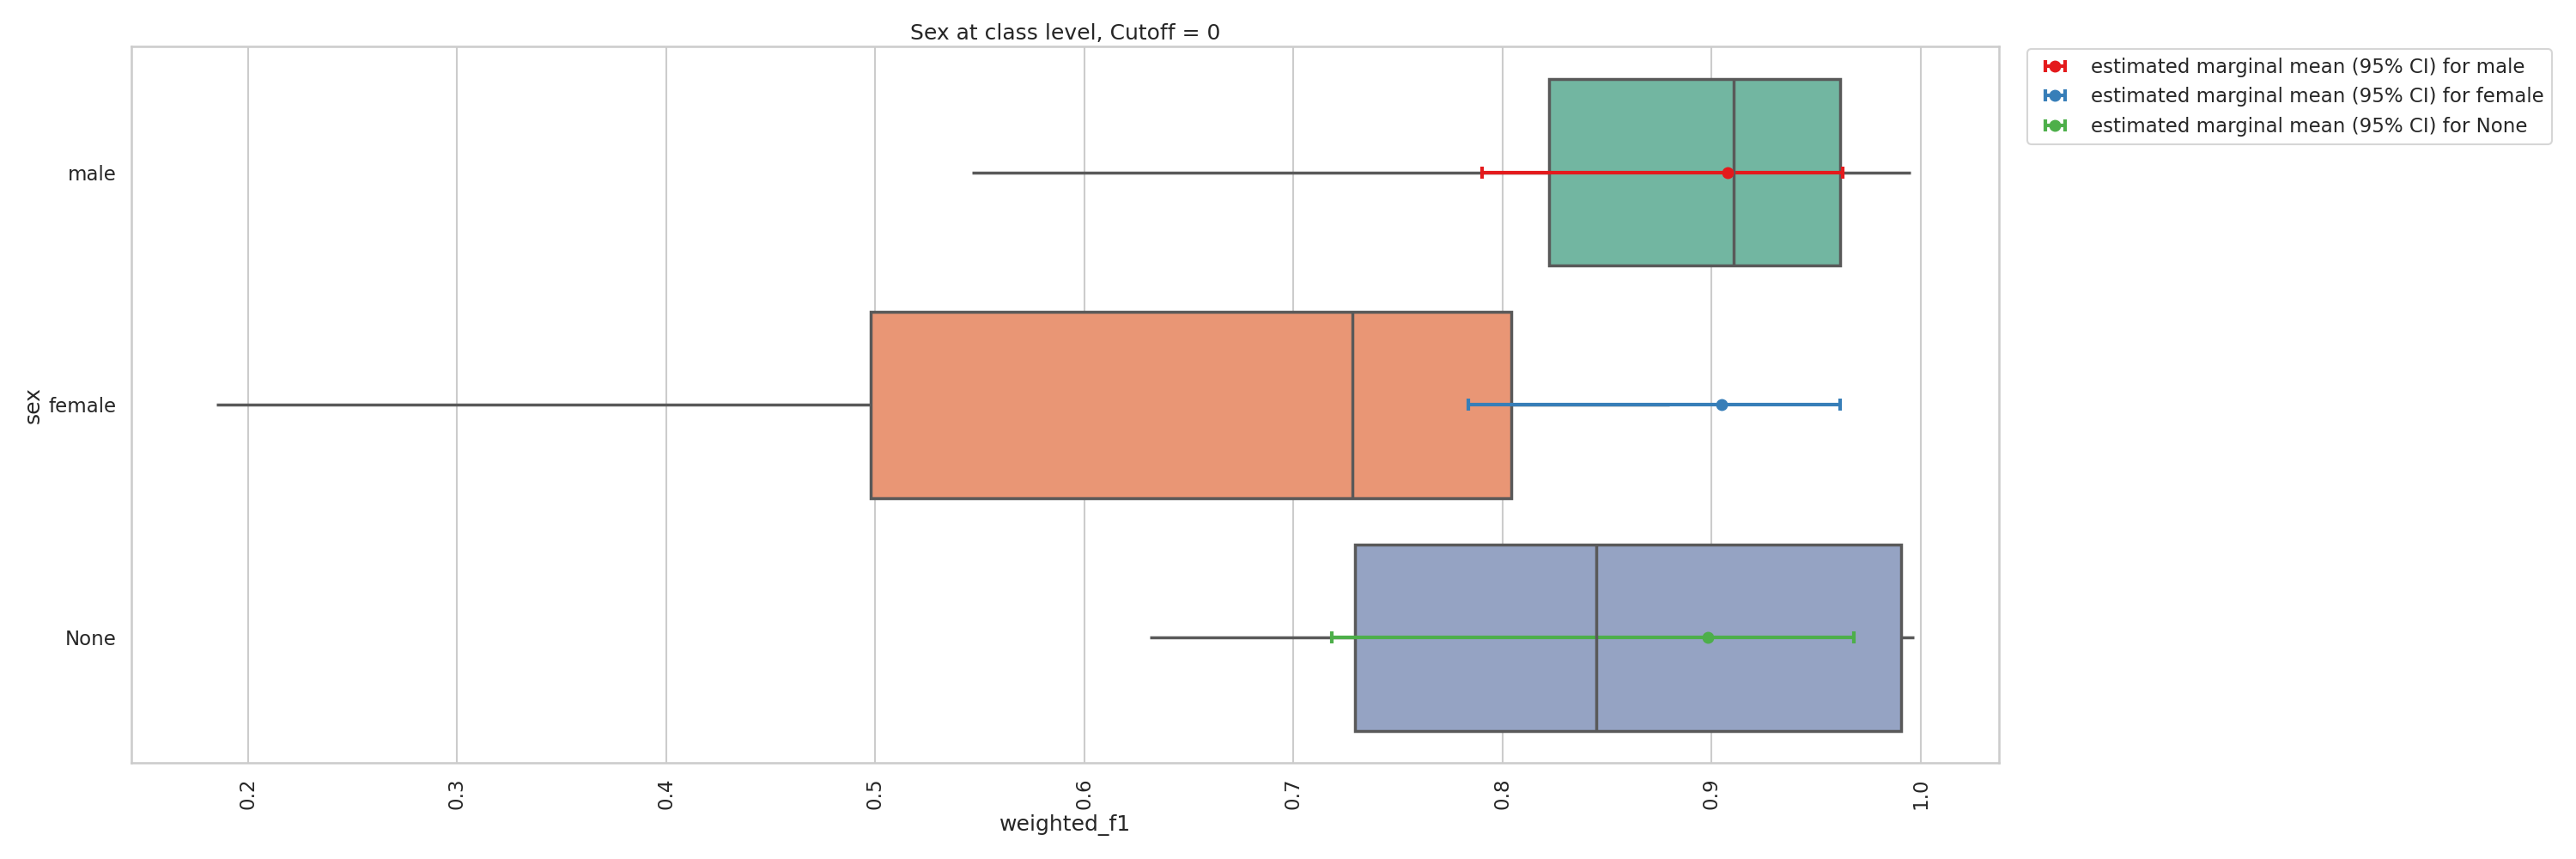 Sex at class level, Cutoff = 0
estimated marginal mean (95% CI) for male
estimated marginal mean (95% CI) for female
estimated marginal mean (95% CI) for None
male
female
None
sex
0.2
0.3
0.4
0.5
0.6
0.7
0.8
0.9
1.0
weighted_f1